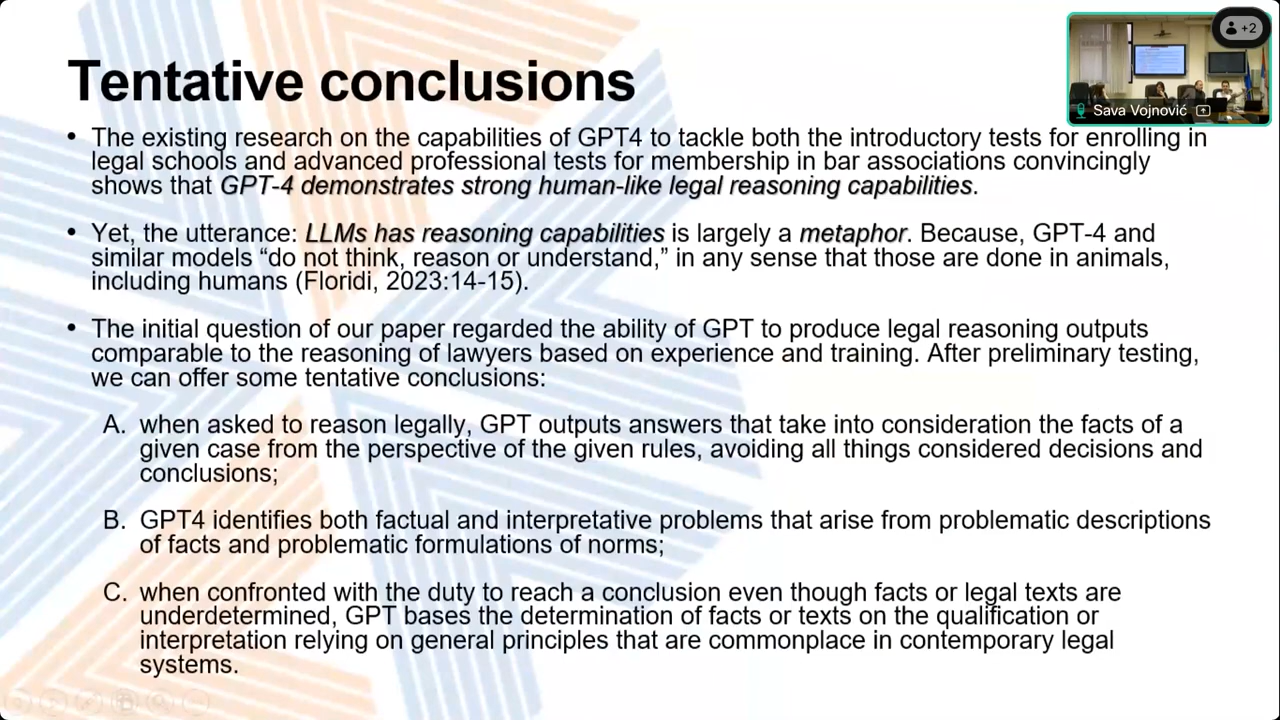 Tentative conclusions
+2
Sava Vojnović
• The existing research on the capabilities of GPT4 to tackle both the introductory tests for enrolling in
legal schools and advanced professional tests for membership in bar associations convincingly
shows that GPT-4 demonstrates strong human-like legal reasoning capabilities.
• Yet, the utterance: LLMs has reasoning capabilities is largely a metaphor. Because, GPT-4 and
similar models “do not think, reason or understand,” in any sense that those are done in animals,
including humans (Floridi, 2023:14-15).
• The initial question of our paper regarded the ability of GPT to produce legal reasoning outputs
comparable to the reasoning of lawyers based on experience and training. After preliminary testing,
we can offer some tentative conclusions:
A. when asked to reason legally, GPT outputs answers that take into consideration the facts of a
given case from the perspective of the given rules, avoiding all things considered decisions and
conclusions;
B. GPT4 identifies both factual and interpretative problems that arise from problematic descriptions
of facts and problematic formulations of norms;
C. when confronted with the duty to reach a conclusion even though facts or legal texts are
underdetermined, GPT bases the determination of facts or texts on the qualification or
interpretation relying on general principles that are commonplace in contemporary legal
systems.